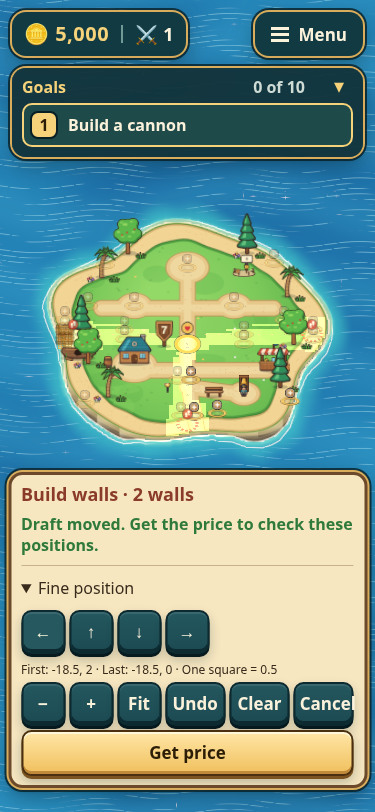 5,000
1
Menu
Goals
0 of 10
1
Build a cannon
7
Build walls · 2 walls
Draft moved. Get the price to check these
positions.
Fine position
First: -18.5, 2 · Last: -18.5, 0 · One square = 0.5
Fit
Undo
Clear
Cancel
Get price